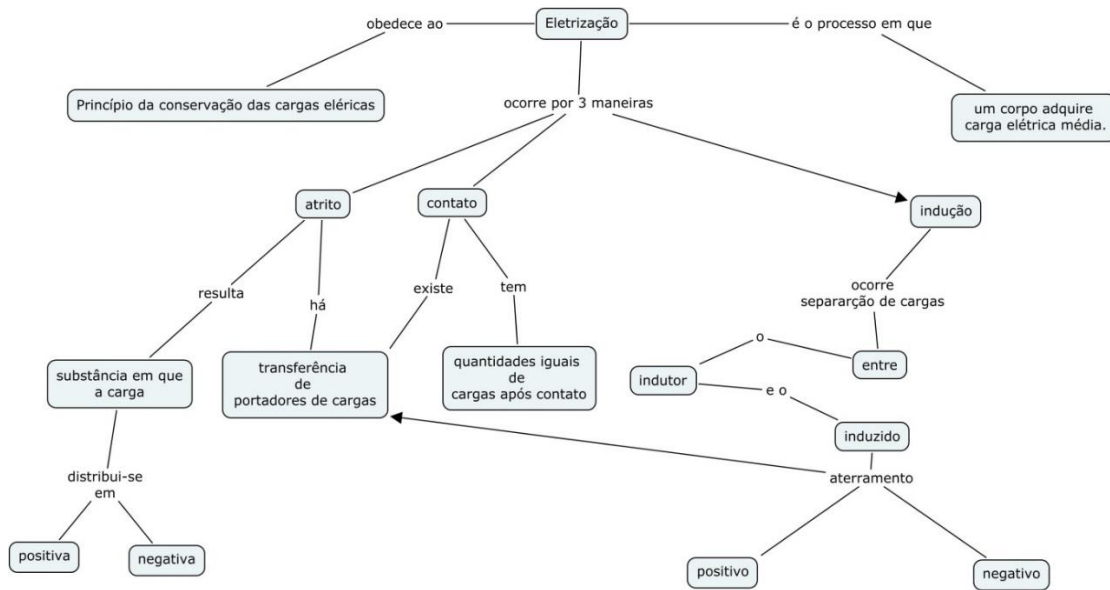 obedece ao
Eletrização
é o processo em que
Princípio da conservação das cargas eléricas
ocorre por 3 maneiras
um corpo adquire
carga elétrica média.
atrito
contato
indução
resulta
há
existe
tem
ocorre
separarção de cargas
substância em que
a carga
transferência
de
portadores de cargas
quantidades iguais
de
cargas após contato
o
entre
indutor
e o
induzido
distribui-se
em
aterramento
positiva
negativa
positivo
negativo